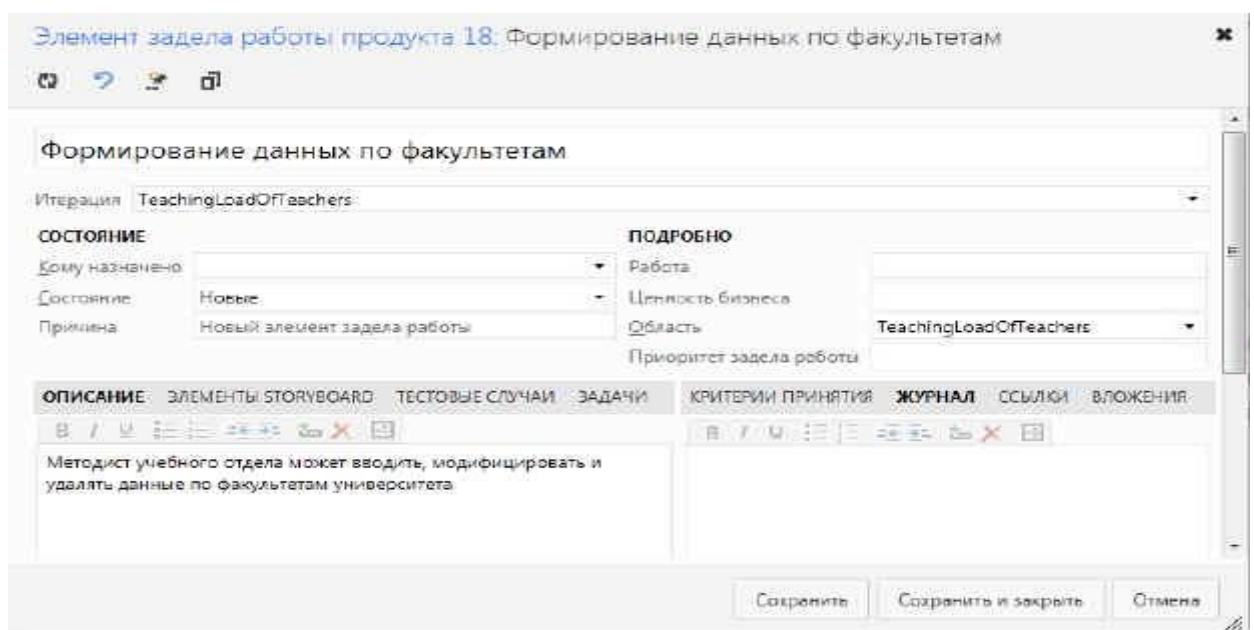 Элемент задела работы продукта 18: Формирование данных по факультетам
Формирование данных по факультетам
Итерация TeachingLoadOfTeachers
СОСТОЯНИЕ ПОДРОБНО
Кому назначено Работа
Состояние Новые Ценность бизнеса
Причина Новый элемент задела работы Область TeachingLoadOfTeachers
Приоритет задела работы
ОПИСАНИЕ ЭЛЕМЕНТЫ STORYBOARD ТЕСТОВЫЕ СЛУЧАИ ЗАДАЧИ КРИТЕРИИ ПРИНЯТИЯ ЖУРНАЛ ССЫЛКИ ВЛОЖЕНИЯ
B I U B I U
Методист учебного отдела может вводить, модифицировать и
удалять данные по факультетам университета
Сохранить Сохранить и закрыть Отмена